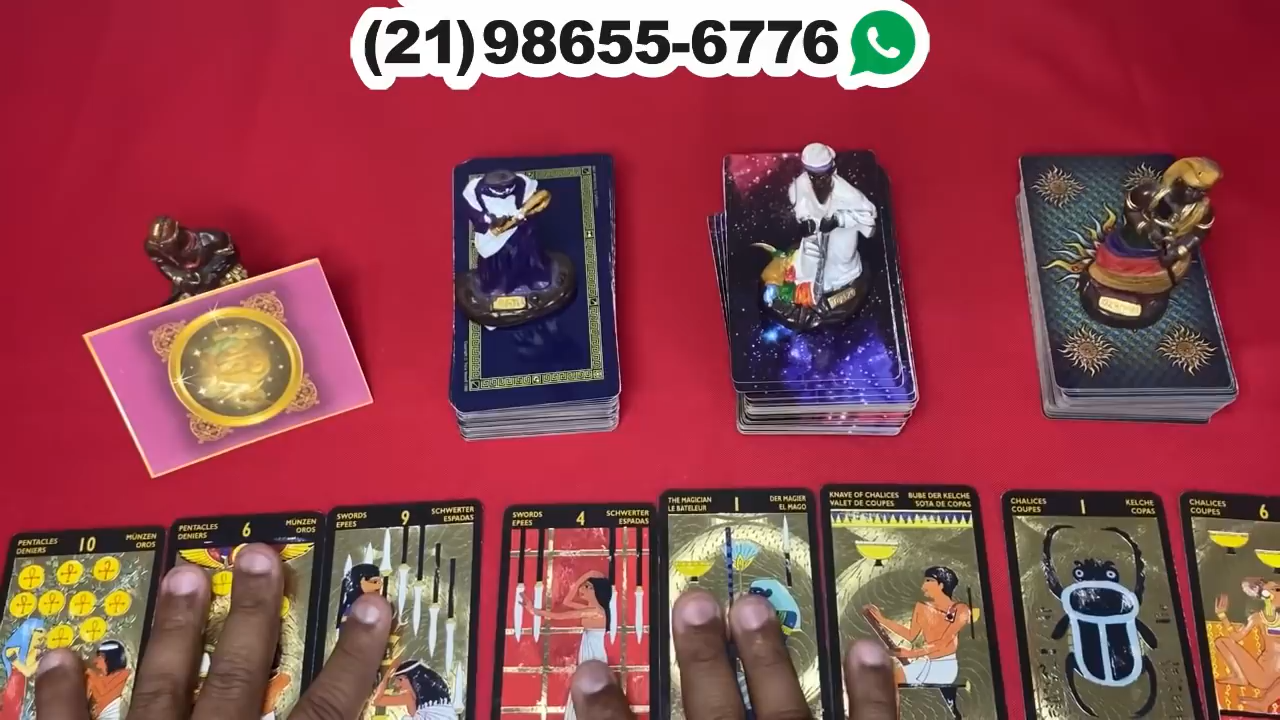 (21)98655-6776
PENTACLES 10 MÜNZEN
DENIERS OROS
PENTACLES 6 MÜNZEN
DENIERS OROS
SWORDS 9 SCHWERTER
EPEES ESPADAS
SWORDS 4 SCHWERTER
EPEES ESPADAS
THE MAGICIAN I DER MAGIER
LE BATELEUR EL MAGO
KNAVE OF CHALICES BUBE DER KELCHE
VALET DE COUPES SOTA DE COPAS
CHALICES 1 KELCHE
COUPES COPAS
CHALICES 6
COUPES